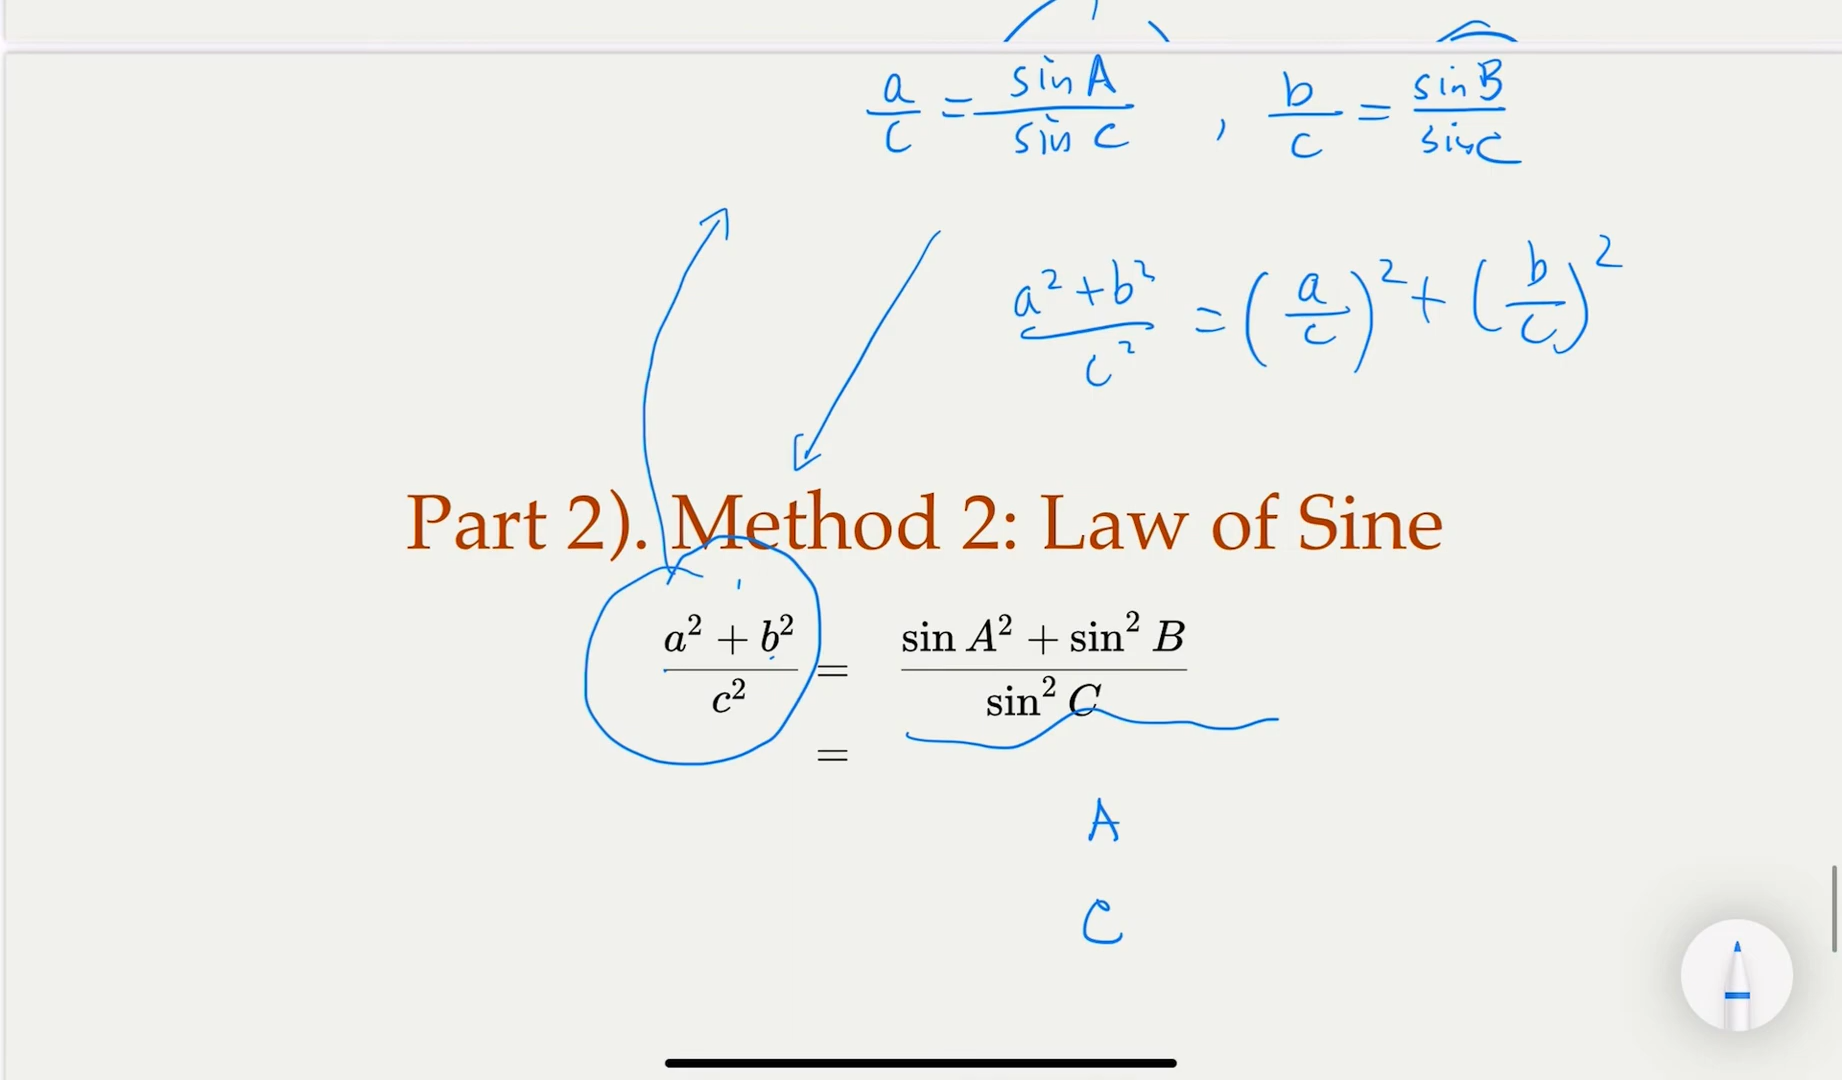 a/c = sin A / sin C , b/c = sin B / sin C
(a² + b²)/c² = (a/c)² + (b/c)²
Part 2). Method 2: Law of Sine
(a² + b²)/c² = (sin A² + sin² B)/(sin² C)
=
A
C